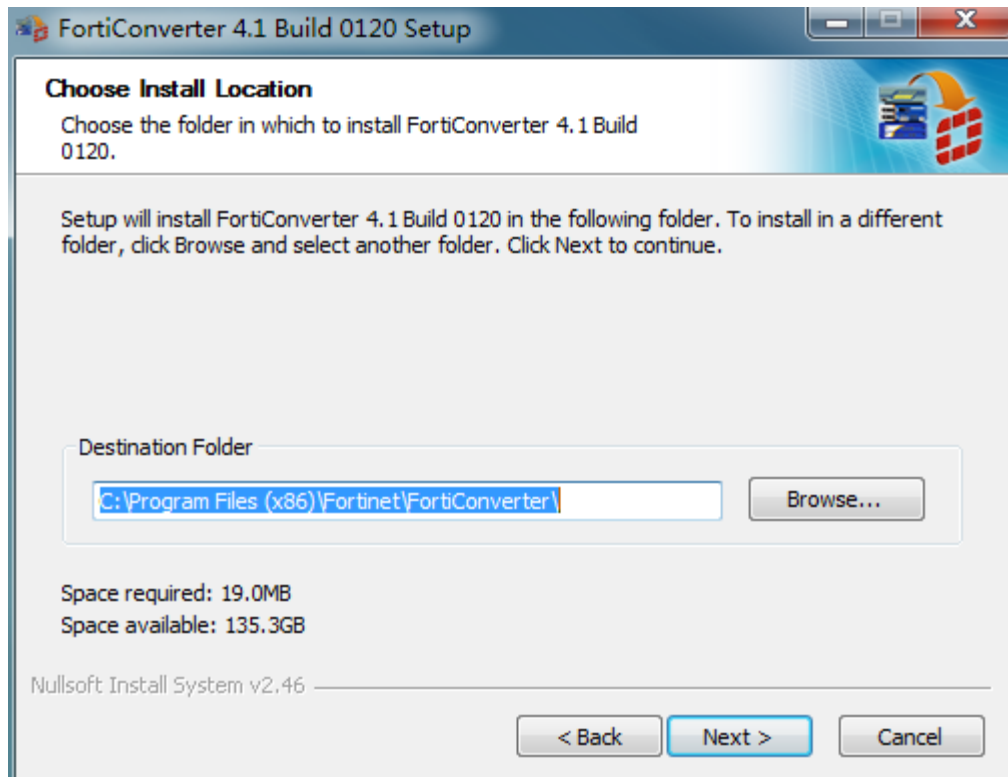 FortiConverter 4.1 Build 0120 Setup
Choose Install Location
Choose the folder in which to install FortiConverter 4.1 Build
0120.
Setup will install FortiConverter 4.1 Build 0120 in the following folder. To install in a different
folder, click Browse and select another folder. Click Next to continue.
Destination Folder
C:\Program Files (x86)\Fortinet\FortiConverter\
Browse...
Space required: 19.0MB
Space available: 135.3GB
Nullsoft Install System v2.46
< Back
Next >
Cancel